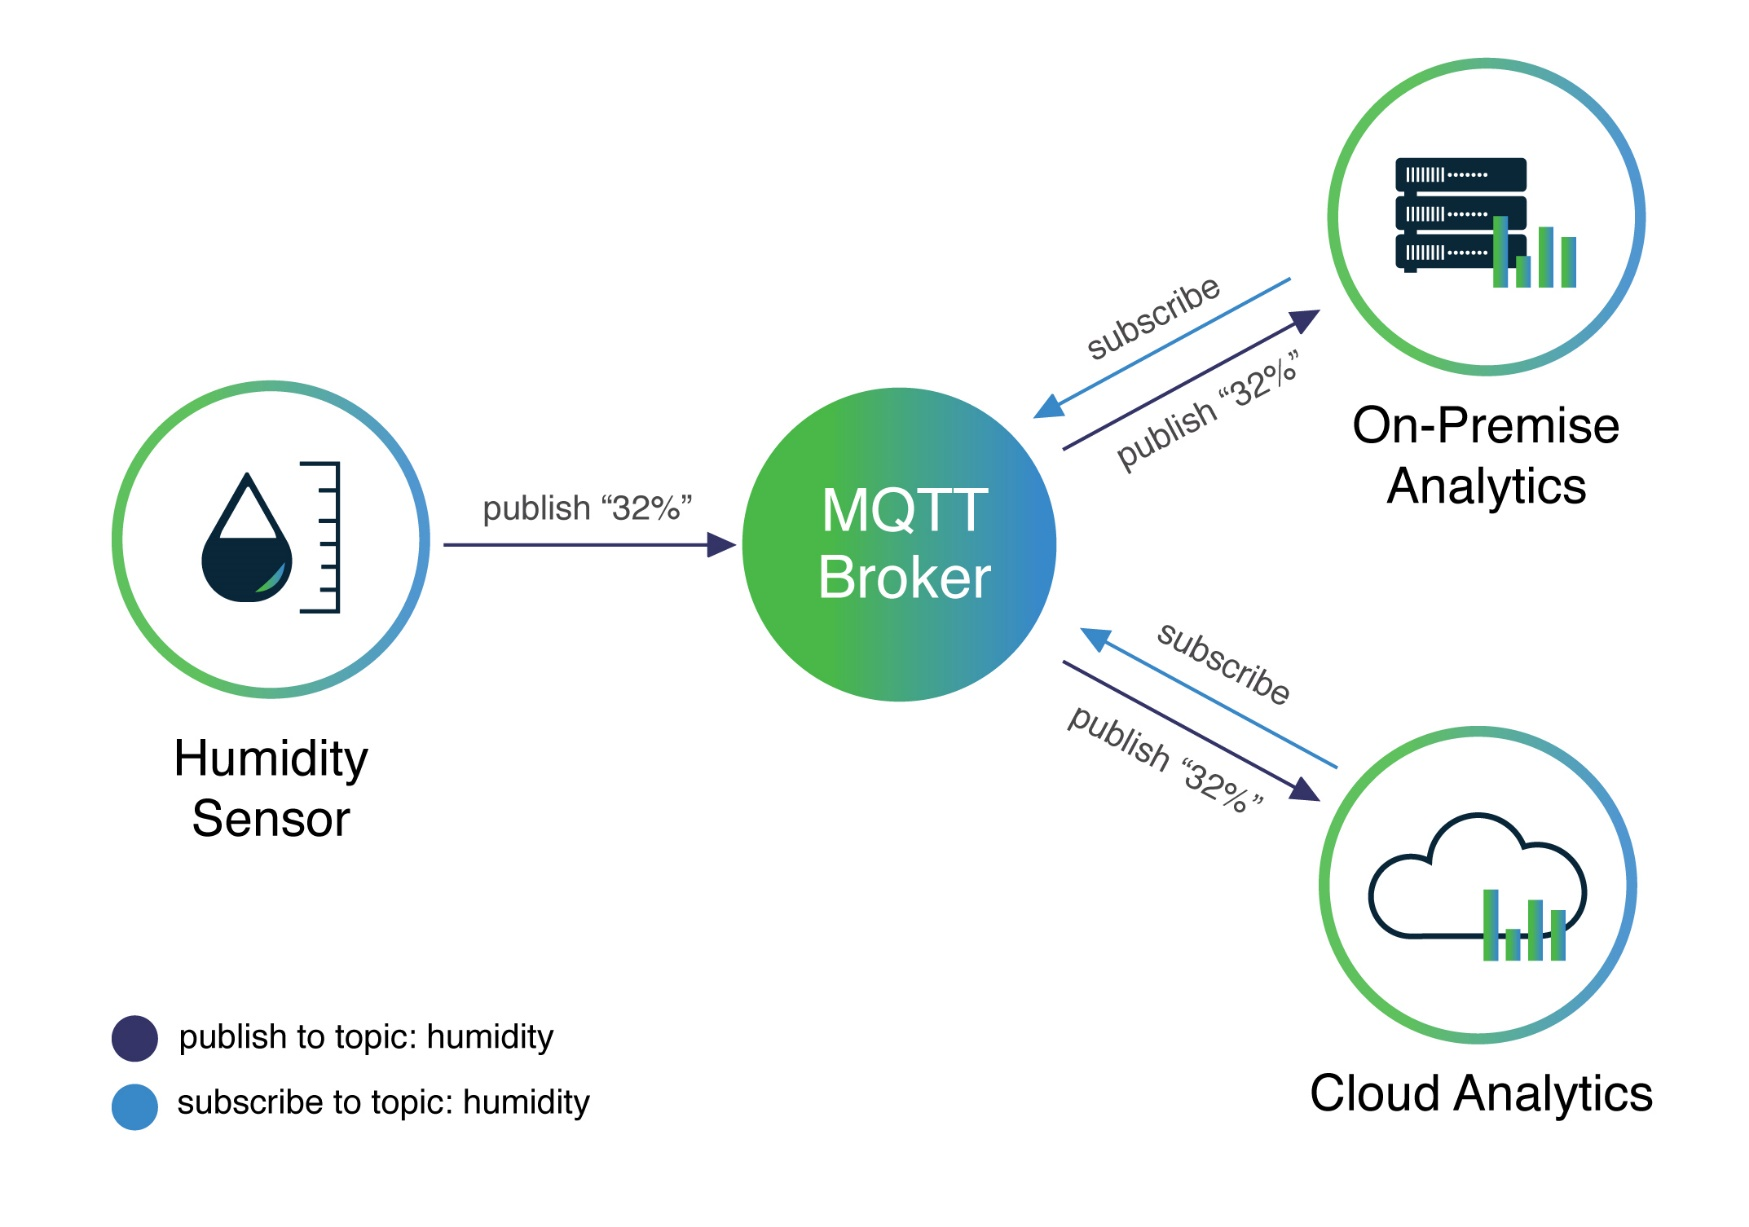 subscribe
publish “32%”
On-Premise
Analytics
publish “32%”
MQTT
Broker
Humidity
Sensor
subscribe
publish “32%”
Cloud Analytics
publish to topic: humidity
subscribe to topic: humidity